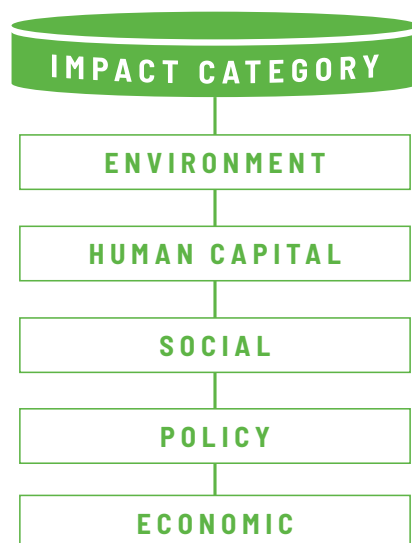 IMPACT CATEGORY
ENVIRONMENT
HUMAN CAPITAL
SOCIAL
POLICY
ECONOMIC